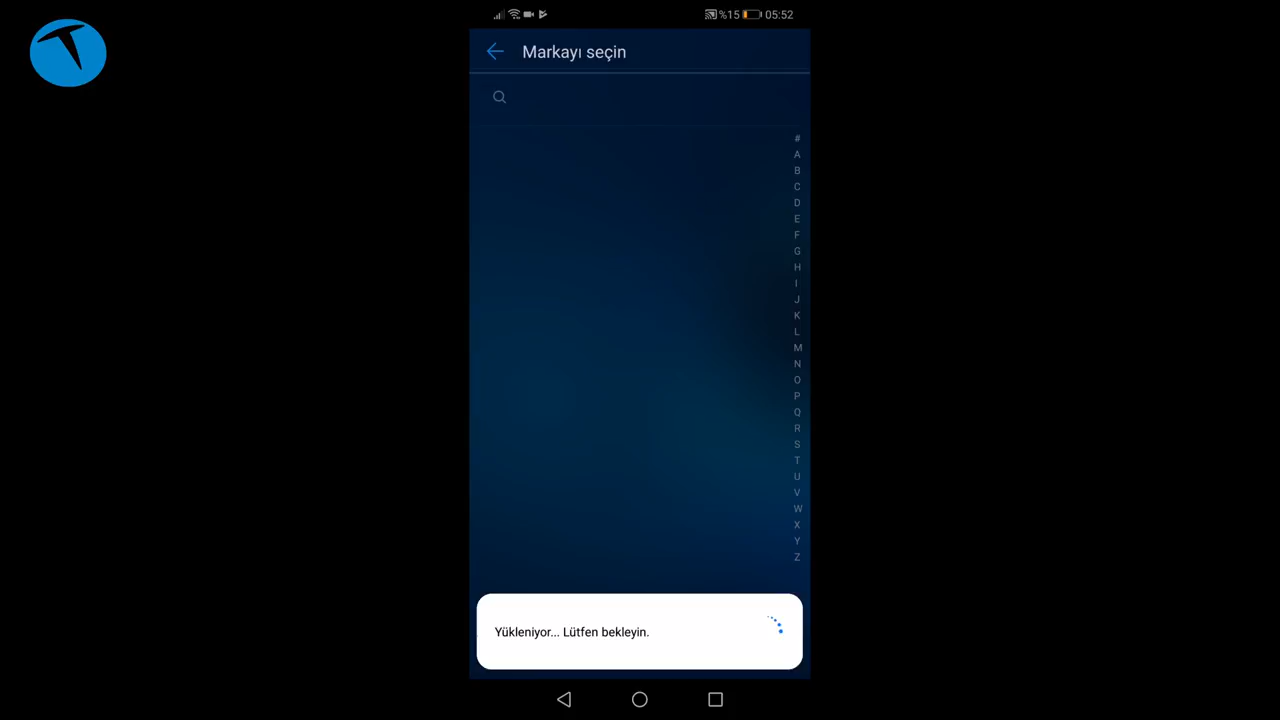 %15 05:52
Markayı seçin
#
A
B
C
D
E
F
G
H
I
J
K
L
M
N
O
P
Q
R
S
T
U
V
W
X
Y
Z
Yükleniyor... Lütfen bekleyin.